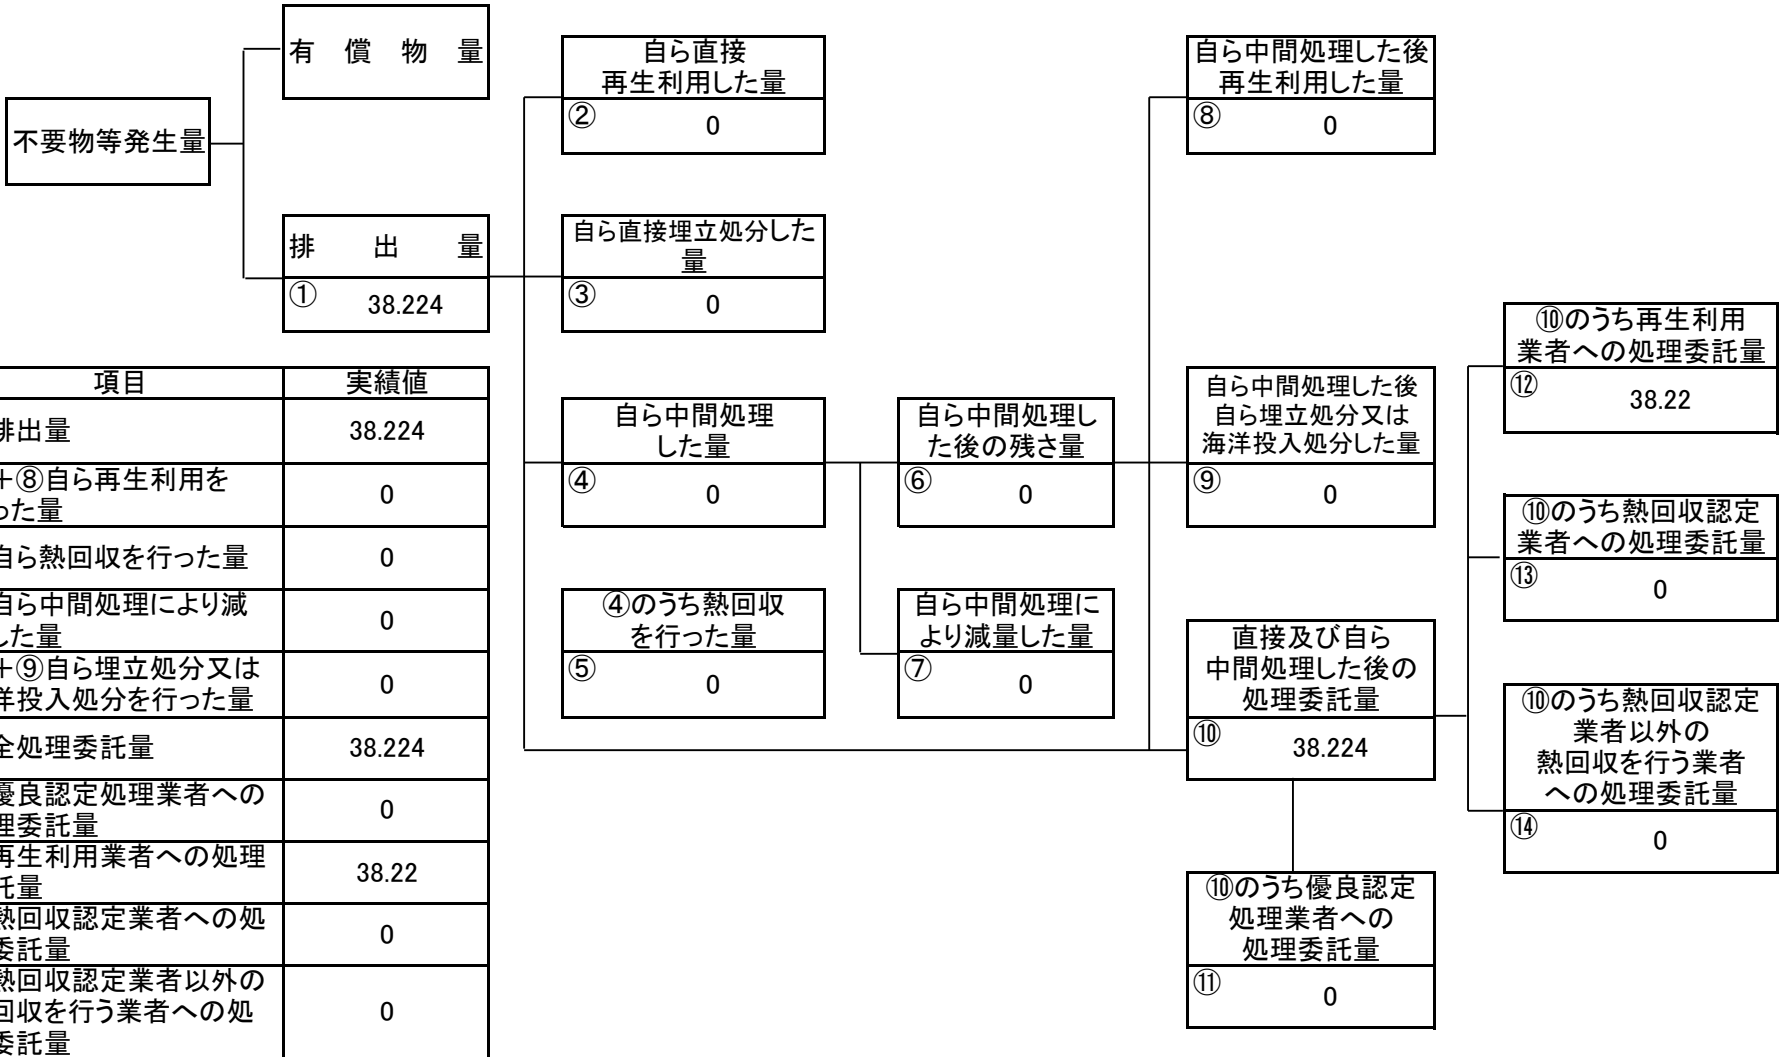 有償物量
不要物等発生量
排出量
① 38.224
自ら直接
再生利用した量
② 0
自ら直接埋立処分した
量
③ 0
自ら中間処理
した量
④ 0
④のうち熱回収
を行った量
⑤ 0
自ら中間処理し
た後の残さ量
⑥ 0
自ら中間処理に
より減量した量
⑦ 0
自ら中間処理した後
再生利用した量
⑧ 0
自ら中間処理した後
自ら埋立処分又は
海洋投入処分した量
⑨ 0
直接及び自ら
中間処理した後の
処理委託量
⑩ 38.224
⑩のうち優良認定
処理業者への
処理委託量
⑪ 0
⑩のうち再生利用
業者への処理委託量
⑫ 38.22
⑩のうち熱回収認定
業者への処理委託量
⑬ 0
⑩のうち熱回収認定
業者以外の
熱回収を行う業者
への処理委託量
⑭ 0
項目 実績値
排出量 38.224
+⑧自ら再生利用を
った量 0
自ら熱回収を行った量 0
自ら中間処理により減
した量 0
+⑨自ら埋立処分又は
洋投入処分を行った量 0
全処理委託量 38.224
優良認定処理業者への
理委託量 0
再生利用業者への処理
託量 38.22
熱回収認定業者への処
委託量 0
熱回収認定業者以外の
回収を行う業者への処
委託量 0